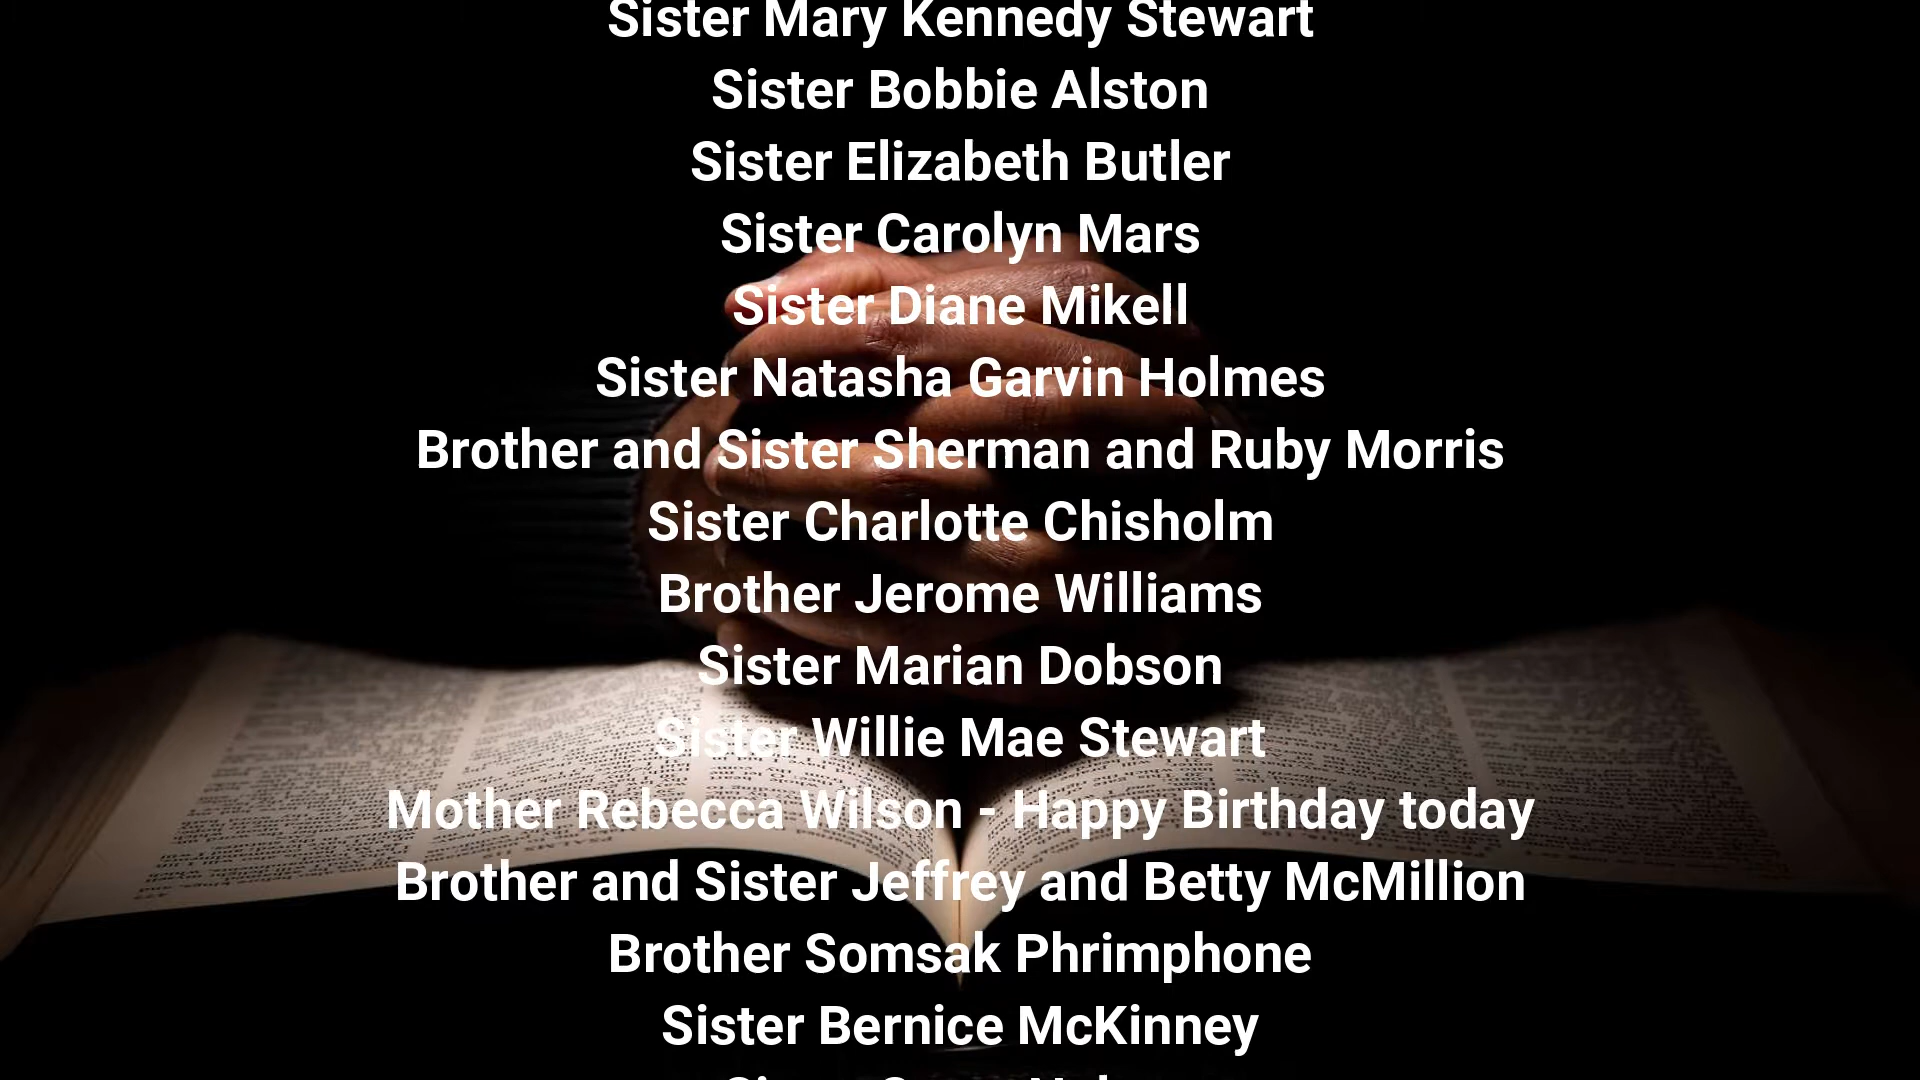 Sister Mary Kennedy Stewart
Sister Bobbie Alston
Sister Elizabeth Butler
Sister Carolyn Mars
Sister Diane Mikell
Sister Natasha Garvin Holmes
Brother and Sister Sherman and Ruby Morris
Sister Charlotte Chisholm
Brother Jerome Williams
Sister Marian Dobson
Sister Willie Mae Stewart
Mother Rebecca Wilson - Happy Birthday today
Brother and Sister Jeffrey and Betty McMillion
Brother Somsak Phrimphone
Sister Bernice McKinney